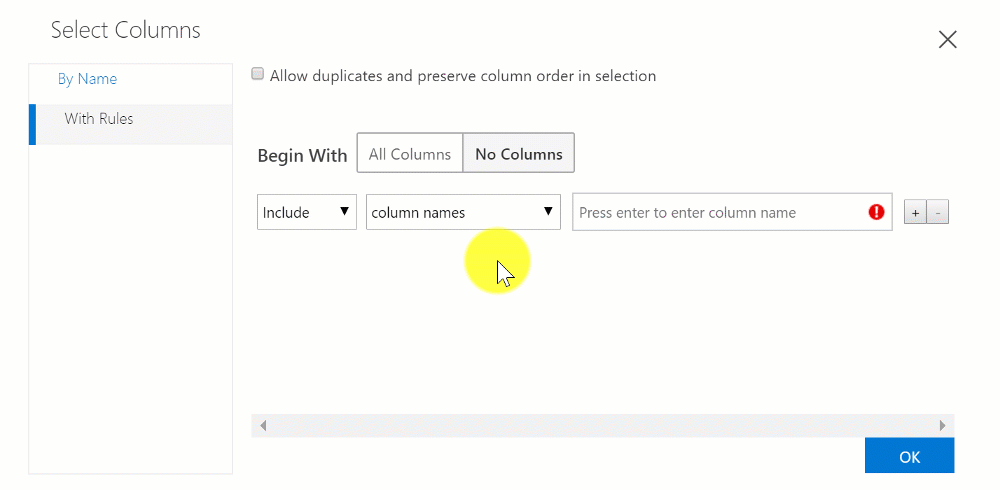 Select Columns
By Name
With Rules
Allow duplicates and preserve column order in selection
Begin With All Columns No Columns
Include column names Press enter to enter column name + -
OK